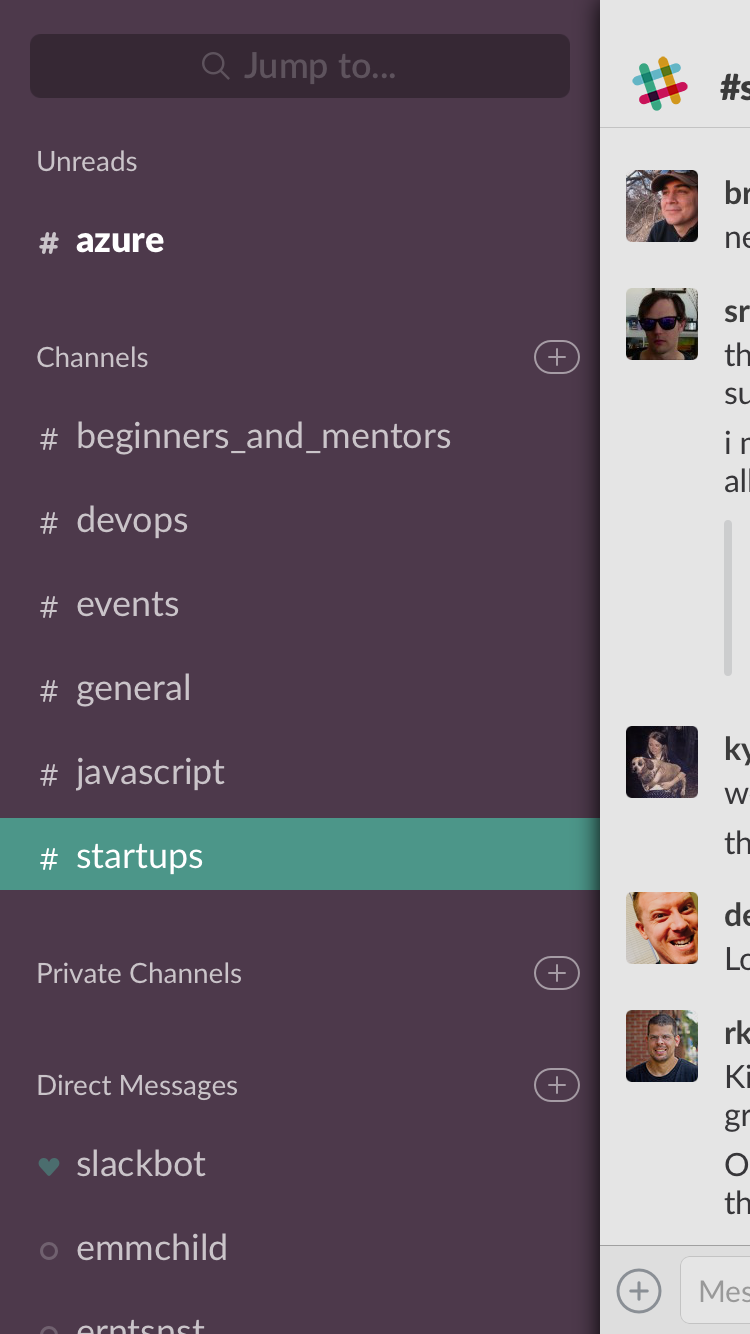 Jump to...
Unreads
# azure
Channels
# beginners_and_mentors
# devops
# events
# general
# javascript
# startups
Private Channels
Direct Messages
slackbot
emmchild
#s
br
ne
sr
th
su
i
all
ky
w
th
de
Lo
rk
Ki
gr
O
th
Mes